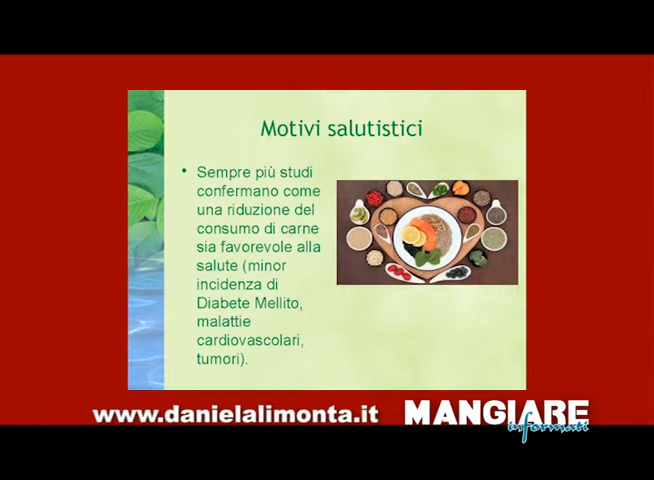 Motivi salutistici
• Sempre più studi
confermano come
una riduzione del
consumo di carne
sia favorevole alla
salute (minor
incidenza di
Diabete Mellito,
malattie
cardiovascolari,
tumori).
www.danielalimonta.it
MANGIARE
informati